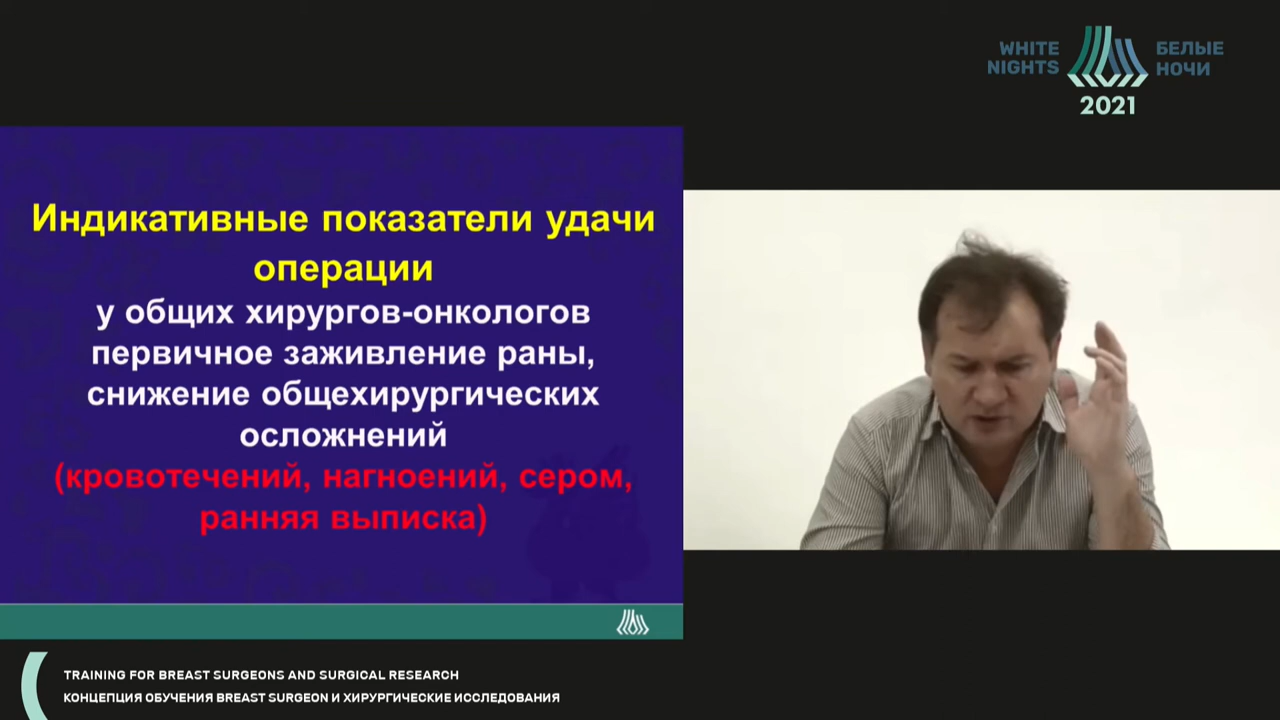 WHITE
NIGHTS
БЕЛЫЕ
НОЧИ
2021
Индикативные показатели удачи
операции
у общих хирургов-онкологов
первичное заживление раны,
снижение общехирургических
осложнений
(кровотечений, нагноений, сером,
ранняя выписка)
TRAINING FOR BREAST SURGEONS AND SURGICAL RESEARCH
КОНЦЕПЦИЯ ОБУЧЕНИЯ BREAST SURGEON И ХИРУРГИЧЕСКИЕ ИССЛЕДОВАНИЯ